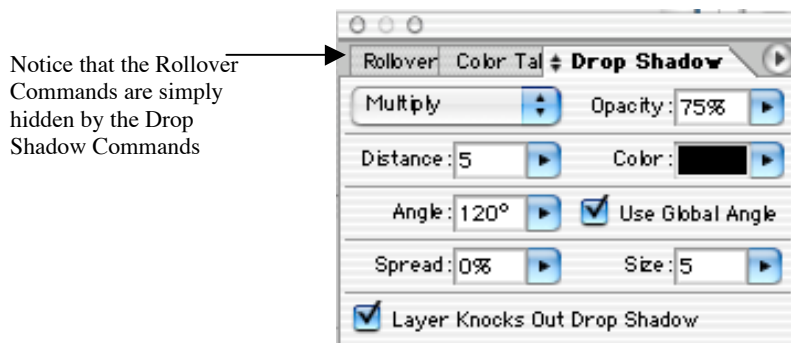 Notice that the Rollover
Commands are simply
hidden by the Drop
Shadow Commands
Rollover Color Tal Drop Shadow
Multiply Opacity: 75%
Distance: 5 Color:
Angle: 120° Use Global Angle
Spread: 0% Size: 5
Layer Knocks Out Drop Shadow